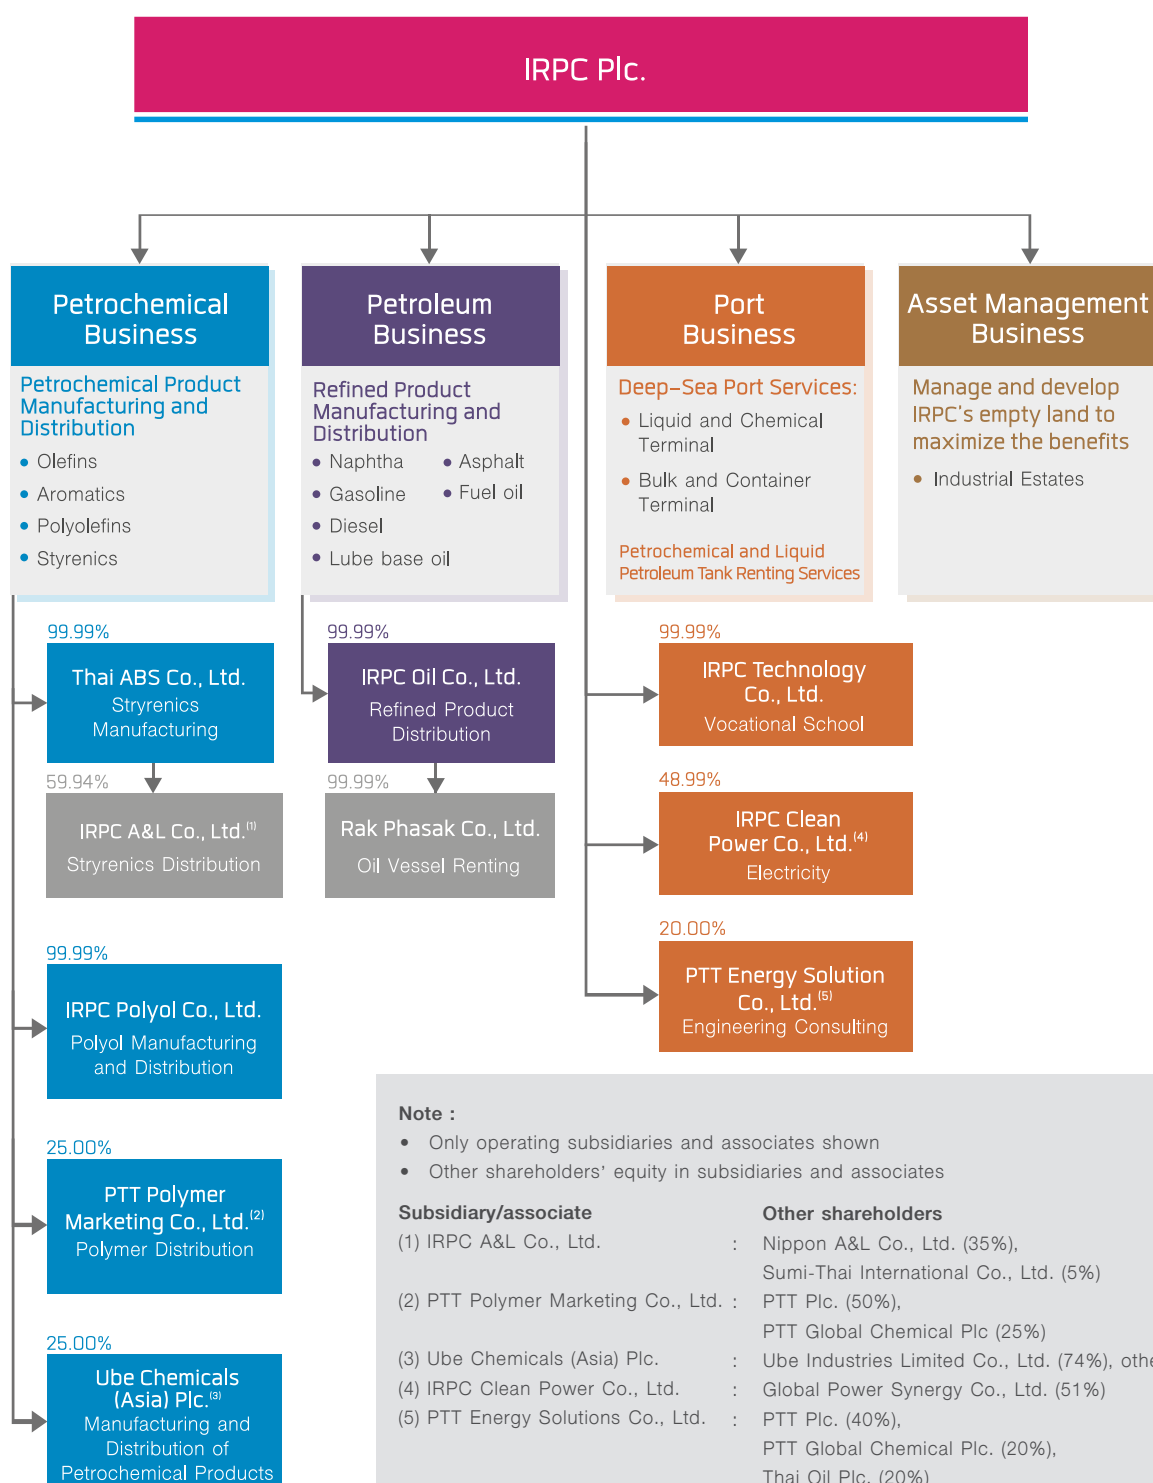 IRPC Plc.
Petrochemical
Business
Petrochemical Product
Manufacturing and
Distribution
• Olefins
• Aromatics
• Polyolefins
• Styrenics
Petroleum
Business
Refined Product
Manufacturing and
Distribution
• Naphtha • Asphalt
• Gasoline • Fuel oil
• Diesel
• Lube base oil
Port
Business
Deep-Sea Port Services:
• Liquid and Chemical
Terminal
• Bulk and Container
Terminal
Petrochemical and Liquid
Petroleum Tank Renting Services
Asset Management
Business
Manage and develop
IRPC's empty land to
maximize the benefits
• Industrial Estates
99.99%
Thai ABS Co., Ltd.
Stryrenics
Manufacturing
59.94%
IRPC A&L Co., Ltd.(1)
Stryrenics Distribution
99.99%
IRPC Polyol Co., Ltd.
Polyol Manufacturing
and Distribution
25.00%
PTT Polymer
Marketing Co., Ltd.(2)
Polymer Distribution
25.00%
Ube Chemicals
(Asia) Plc.(3)
Manufacturing and
Distribution of
Petrochemical Products
99.99%
IRPC Oil Co., Ltd.
Refined Product
Distribution
99.99%
Rak Phasak Co., Ltd.
Oil Vessel Renting
99.99%
IRPC Technology
Co., Ltd.
Vocational School
48.99%
IRPC Clean
Power Co., Ltd.(4)
Electricity
20.00%
PTT Energy Solution
Co., Ltd.(5)
Engineering Consulting
Note :
• Only operating subsidiaries and associates shown
• Other shareholders' equity in subsidiaries and associates
Subsidiary/associate Other shareholders
(1) IRPC A&L Co., Ltd. : Nippon A&L Co., Ltd. (35%),
Sumi-Thai International Co., Ltd. (5%)
(2) PTT Polymer Marketing Co., Ltd. : PTT Plc. (50%),
PTT Global Chemical Plc (25%)
(3) Ube Chemicals (Asia) Plc. : Ube Industries Limited Co., Ltd. (74%),
(4) IRPC Clean Power Co., Ltd. : Global Power Synergy Co., Ltd. (51%)
(5) PTT Energy Solutions Co., Ltd. : PTT Plc. (40%),
PTT Global Chemical Plc. (20%),
Thai Oil Plc. (20%)